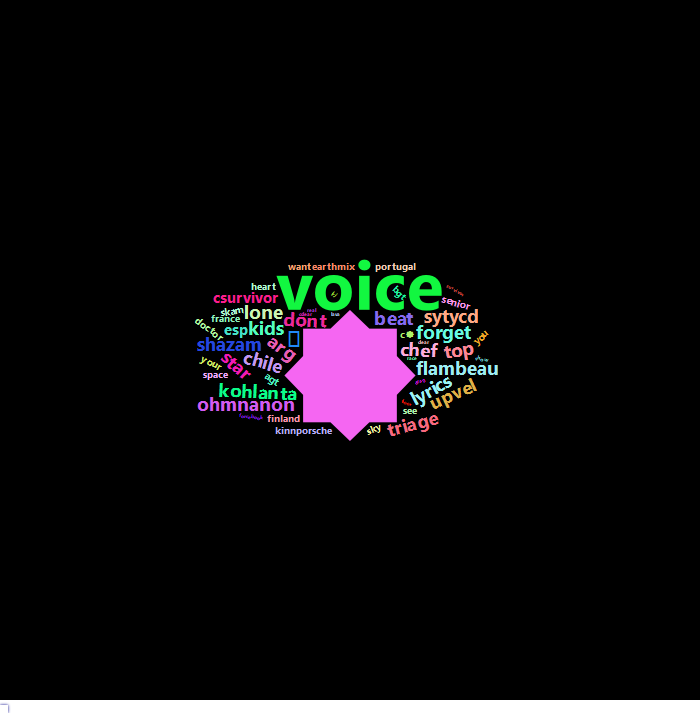 wantearthmix portugal
voice
heart
bgt
csurvivor
senior
skam lone
dont
beat sytycd
france
doctor
espkids
forget
you
shazam
arg
chef top
your
star
chile
flambeau
space
agt
kohlanta
lyrics
upvel
ohmnanon
see
finland
triage
kinnporsche
sky